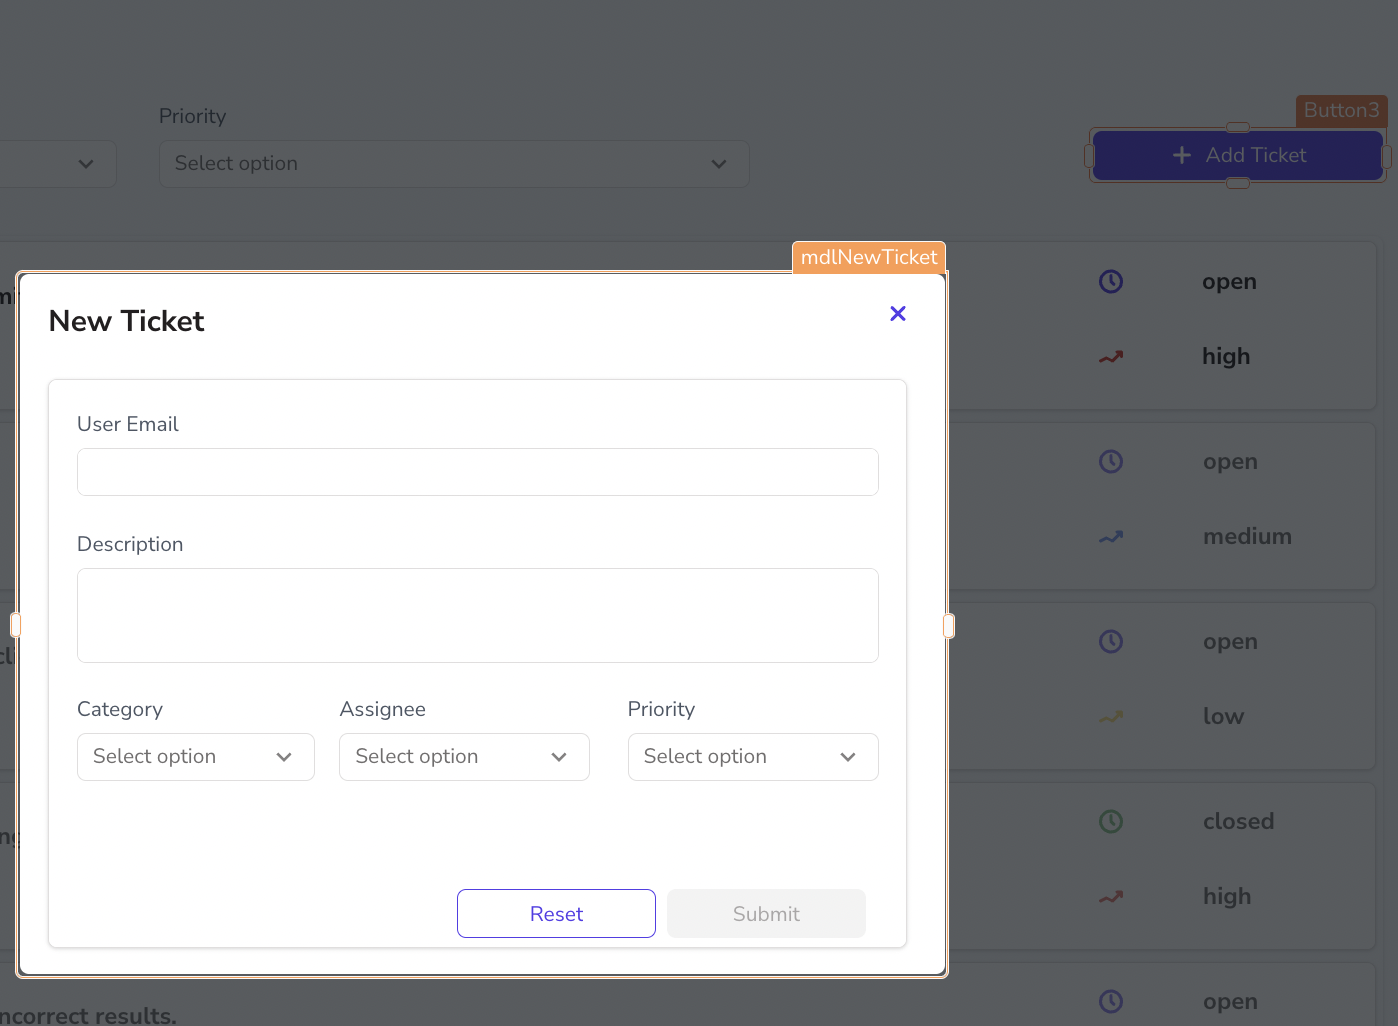 Priority
Button3
Select option
Add Ticket
mdlNewTicket
open
New Ticket
high
User Email
open
Description
medium
open
Category
Assignee
Priority
low
Select option
Select option
Select option
closed
high
Reset
Submit
open
incorrect results.